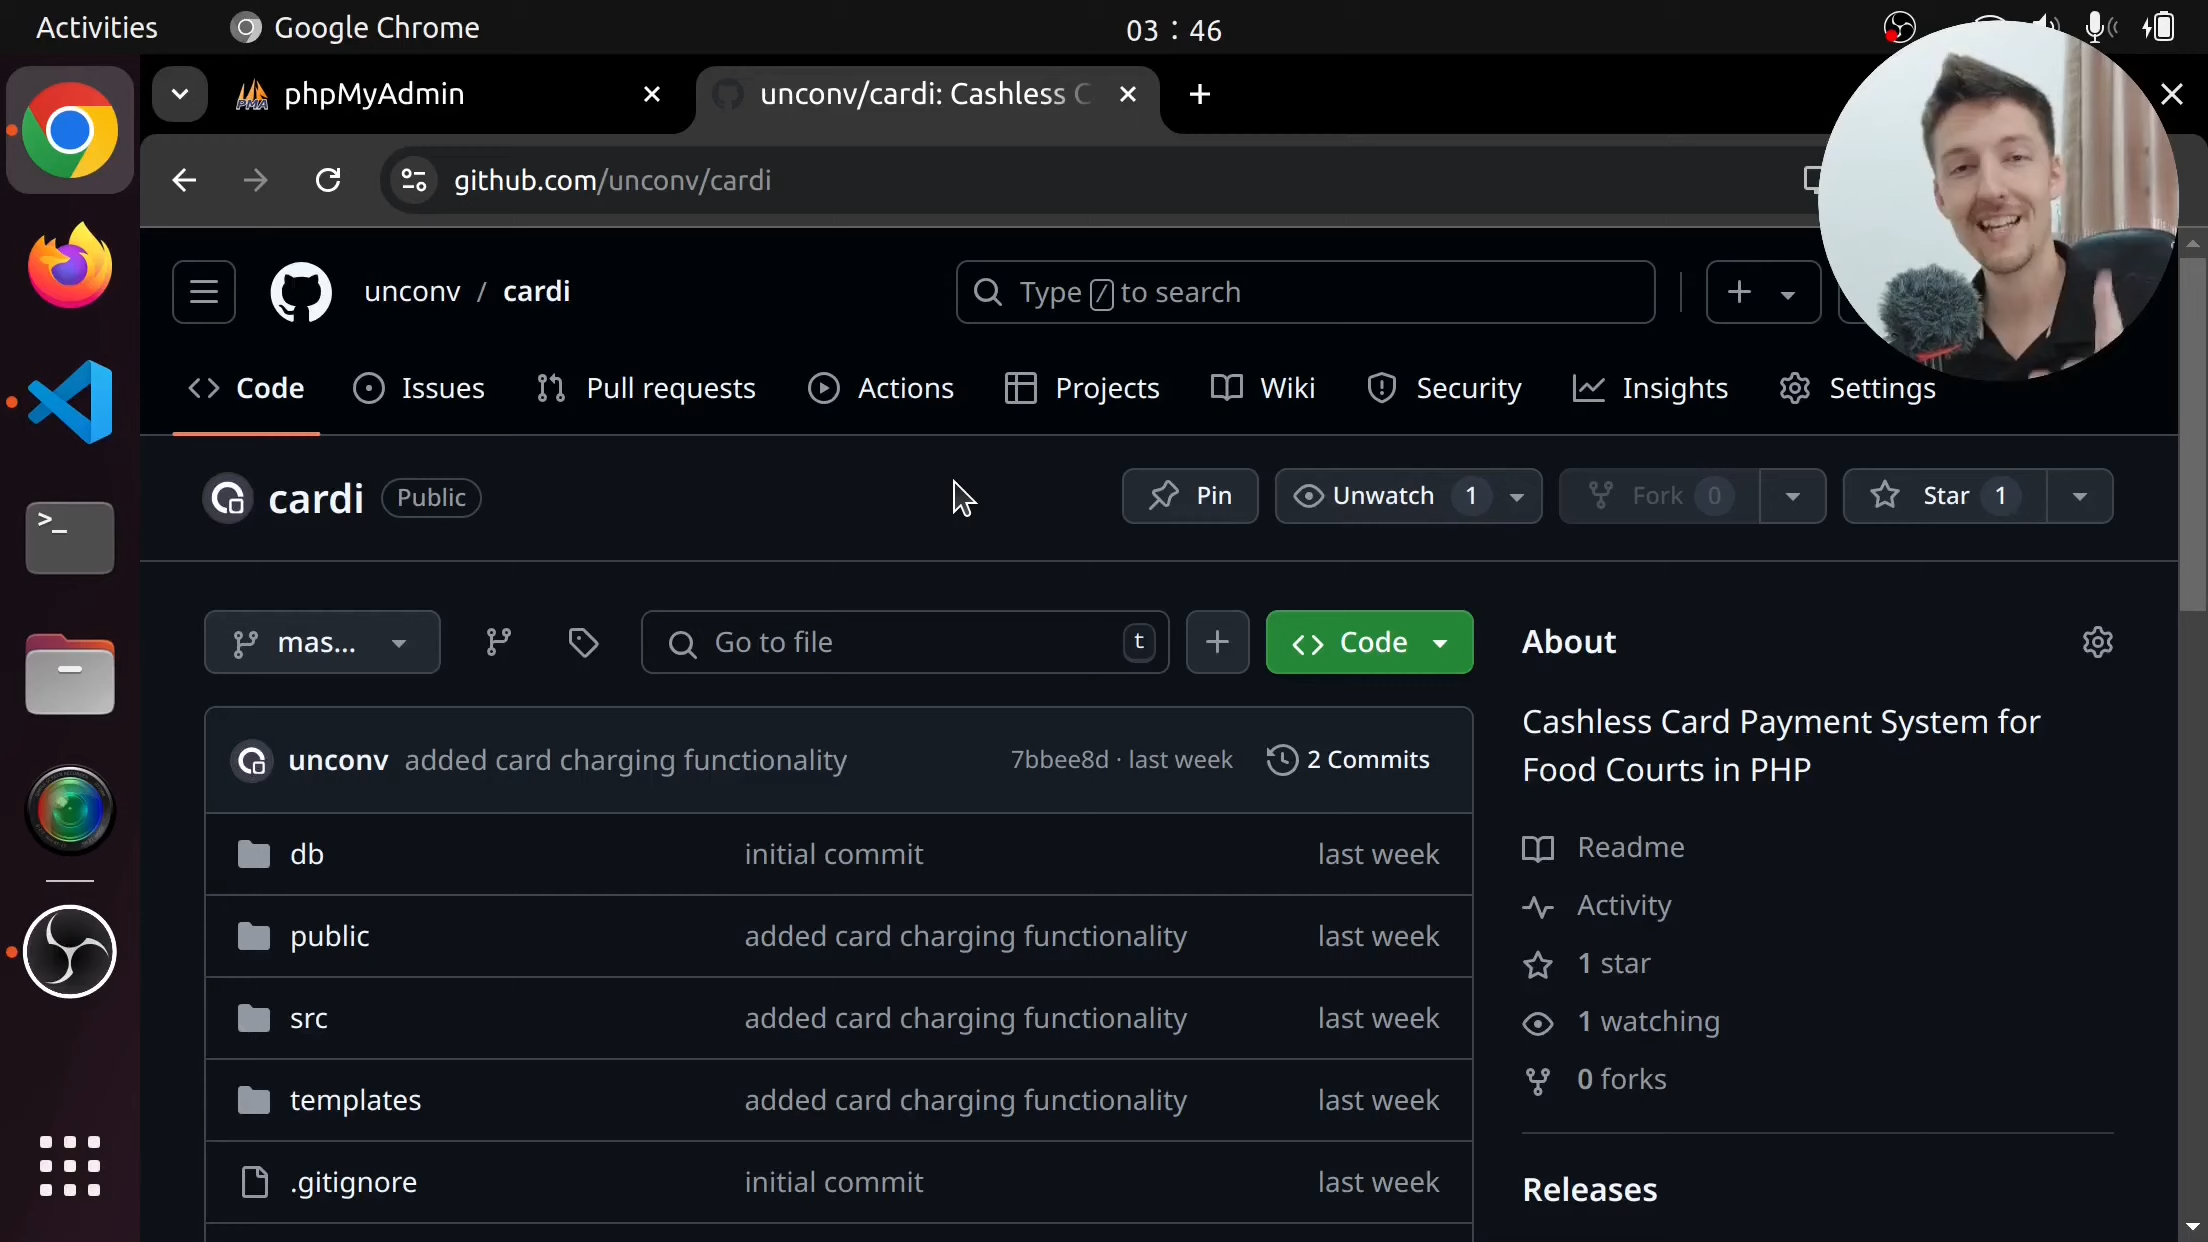 Activities
Google Chrome
03 : 46
PMA
phpMyAdmin
unconv/cardi: Cashless C
github.com/unconv/cardi
unconv / cardi
Type / to search
Code
Issues
Pull requests
Actions
Projects
Wiki
Security
Insights
Settings
cardi
Public
Pin
Unwatch 1
Fork 0
Star 1
mas...
Go to file
t
Code
About
Cashless Card Payment System for
Food Courts in PHP
Readme
Activity
1 star
1 watching
0 forks
Releases
unconv added card charging functionality 7bbee8d · last week 2 Commits
db initial commit last week
public added card charging functionality last week
src added card charging functionality last week
templates added card charging functionality last week
.gitignore initial commit last week